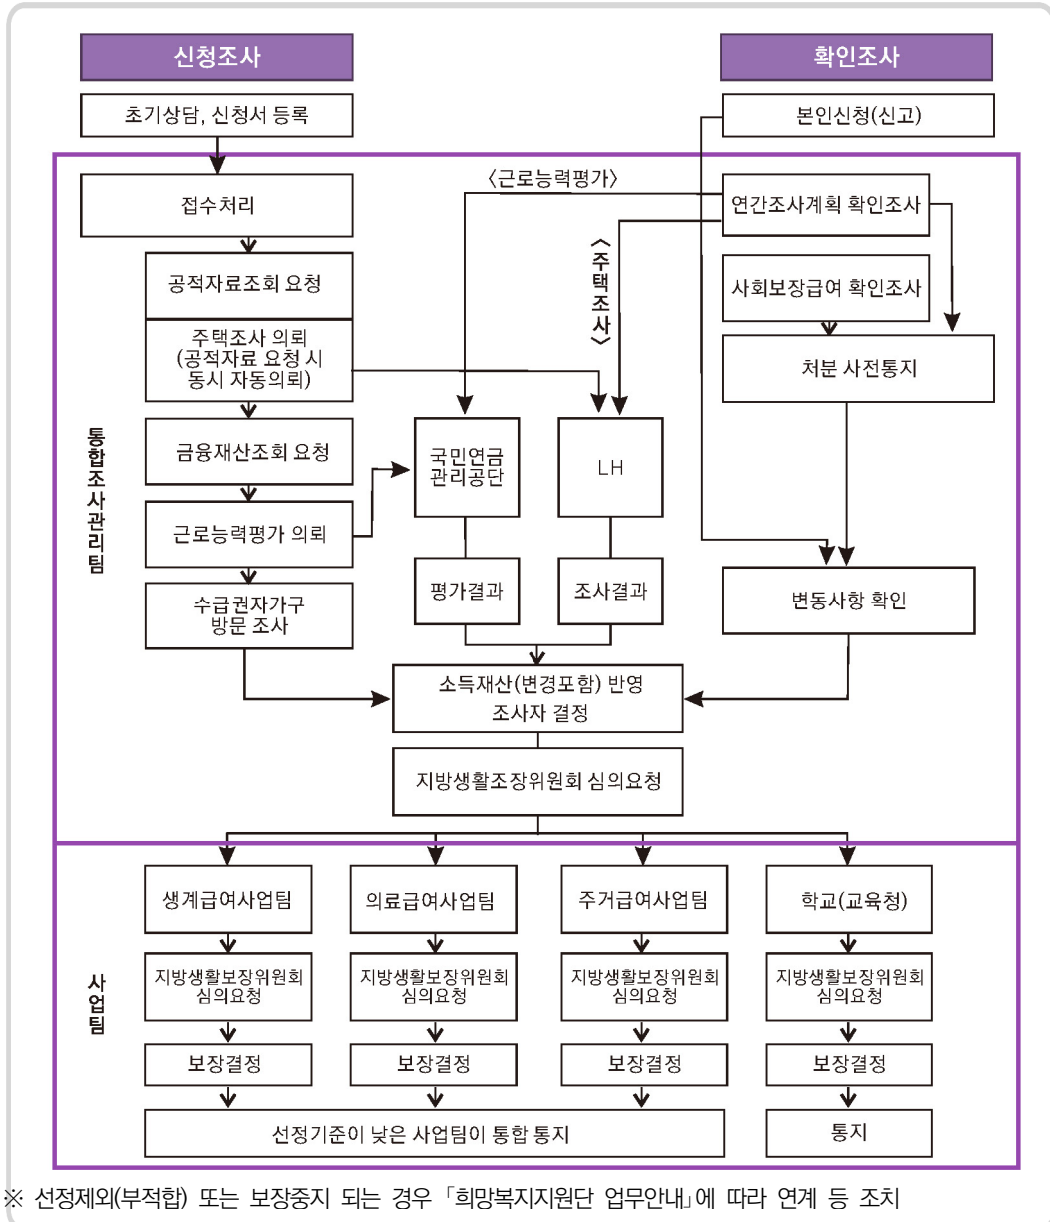 신청조사
확인조사
초기상담, 신청서 등록
본인신청(신고)
통합조사관리팀
접수처리
〈근로능력평가〉
연간조사계획 확인조사
〈주택조사〉
공적자료조회 요청
사회보장급여 확인조사
주택조사 의뢰
(공적자료 요청 시
동시 자동의뢰)
처분 사전통지
금융재산조회 요청
국민연금
관리공단
LH
근로능력평가 의뢰
수급권자가구
방문 조사
평가결과
조사결과
변동사항 확인
소득재산(변경포함) 반영
조사자 결정
지방생활조장위원회 심의요청
사업팀
생계급여사업팀
의료급여사업팀
주거급여사업팀
학교(교육청)
지방생활보장위원회
심의요청
지방생활보장위원회
심의요청
지방생활보장위원회
심의요청
지방생활보장위원회
심의요청
보장결정
보장결정
보장결정
보장결정
선정기준이 낮은 사업팀이 통합 통지
통지
※ 선정제외(부적합) 또는 보장중지 되는 경우 「희망복지지원단 업무안내」에 따라 연계 등 조치